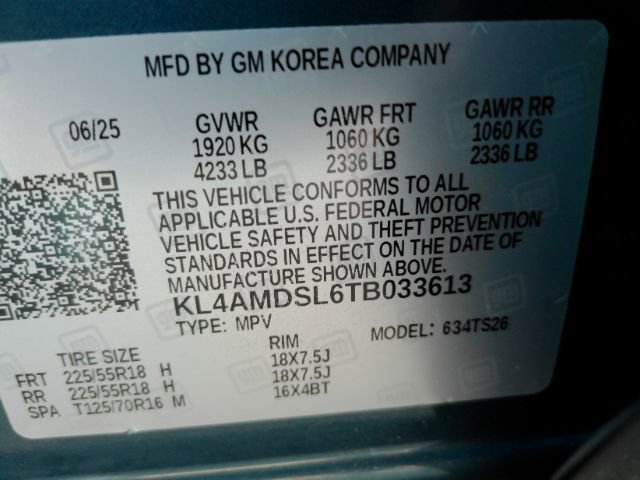 MFD BY GM KOREA COMPANY
06/25 GVWR GAWR FRT GAWR RR
1920 KG 1060 KG 1060 KG
4233 LB 2336 LB 2336 LB
THIS VEHICLE CONFORMS TO ALL
APPLICABLE U.S. FEDERAL MOTOR
VEHICLE SAFETY AND THEFT PREVENTION
STANDARDS IN EFFECT ON THE DATE OF
MANUFACTURE SHOWN ABOVE.
KL4AMDSL6TB033613
TYPE: MPV MODEL: 634TS26
TIRE SIZE RIM
FRT 225/55R18 H 18X7.5J
RR 225/55R18 H 18X7.5J
SPA T125/70R16 M 16X4BT